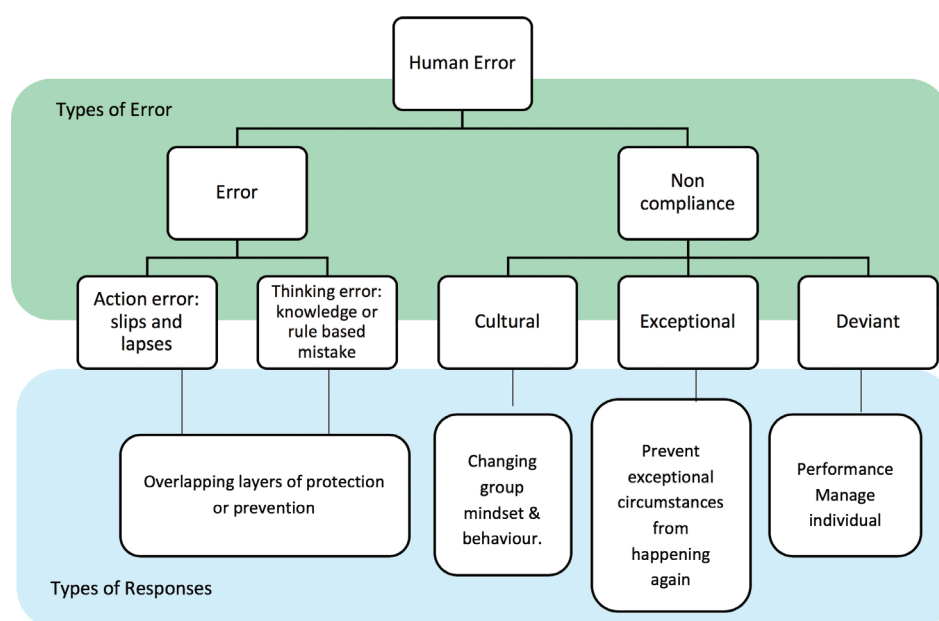 Human Error
Types of Error
Error
Non
compliance
Action error:
slips and
lapses
Thinking error:
knowledge or
rule based
mistake
Cultural
Exceptional
Deviant
Overlapping layers of protection
or prevention
Changing
group
mindset &
behaviour.
Prevent
exceptional
circumstances
from
happening
again
Performance
Manage
individual
Types of Responses